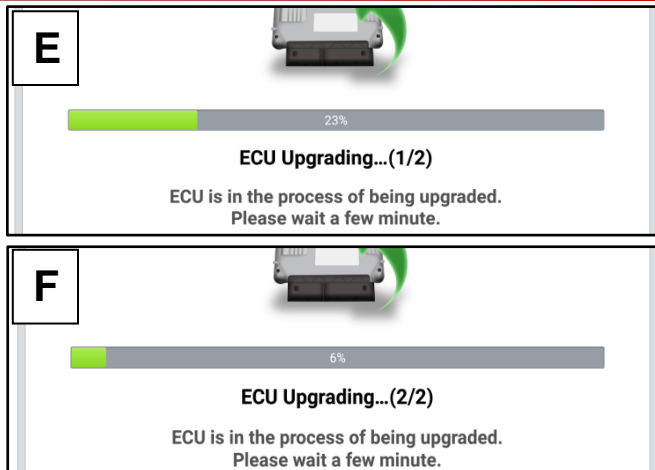 E
23%
ECU Upgrading...(1/2)
ECU is in the process of being upgraded.
Please wait a few minute.
F
6%
ECU Upgrading...(2/2)
ECU is in the process of being upgraded.
Please wait a few minute.